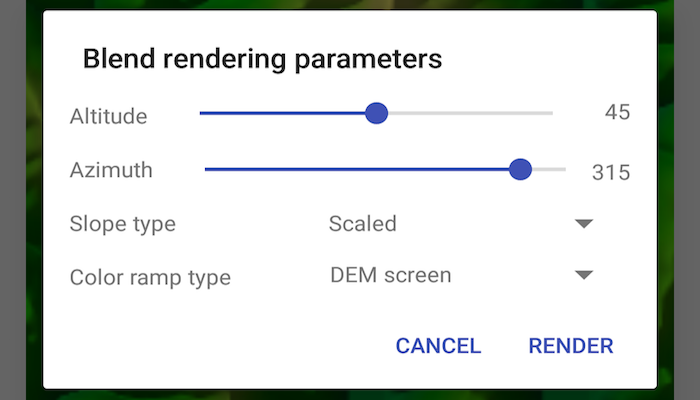 Blend rendering parameters
Altitude 45
Azimuth 315
Slope type Scaled
Color ramp type DEM screen
CANCEL RENDER